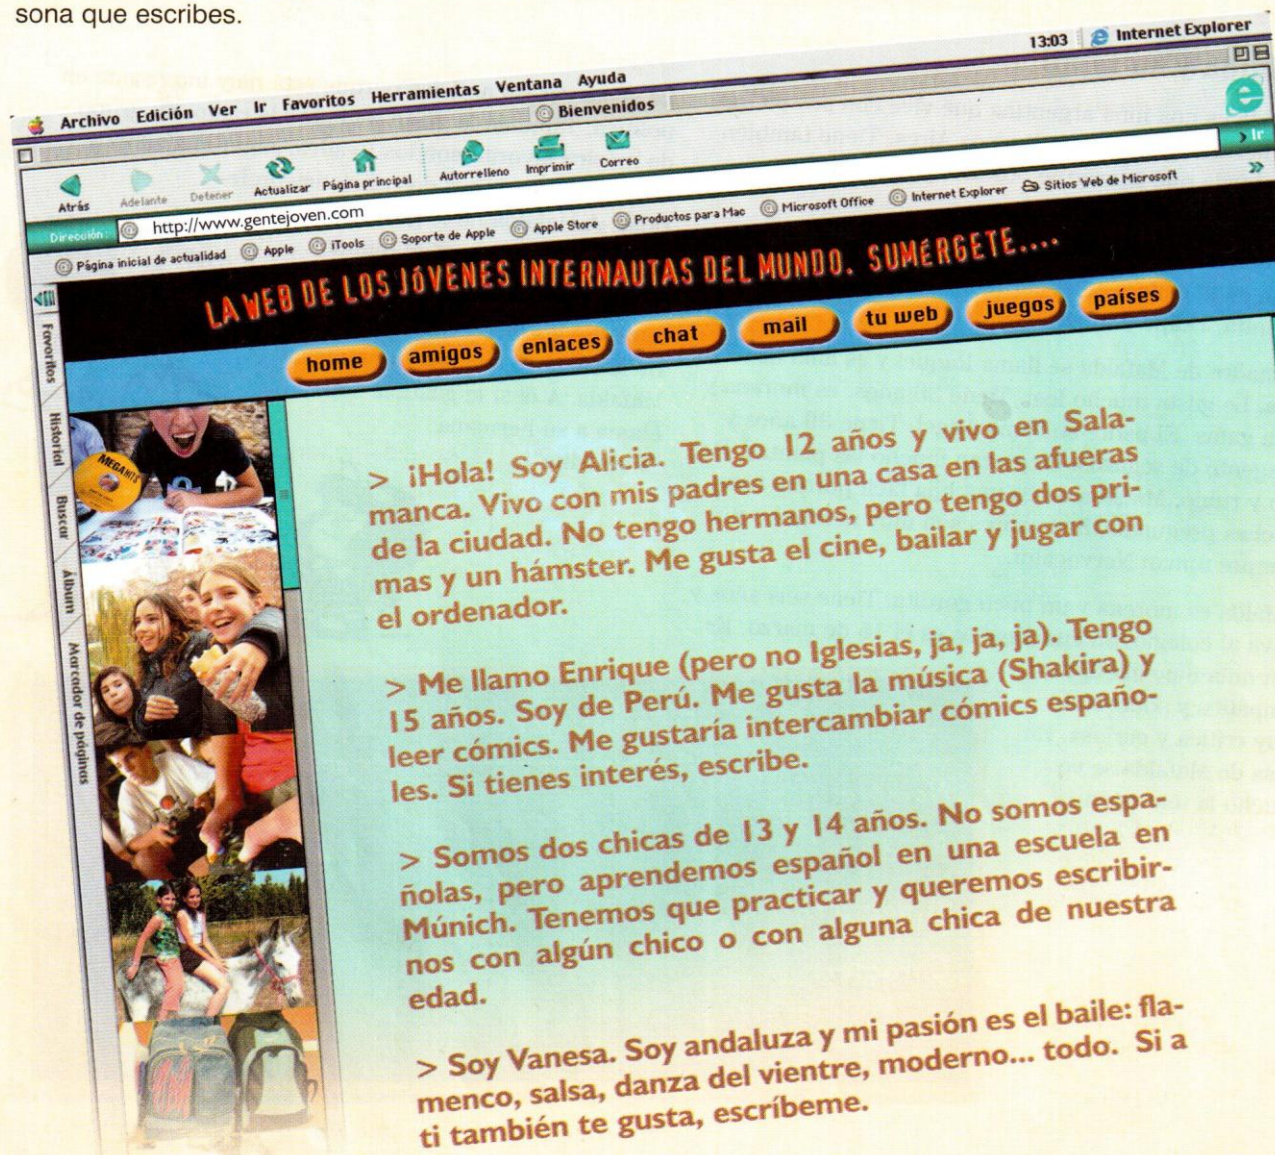 sona que escribes.
13:03 Internet Explorer
Archivo Edición Ver Ir Favoritos Herramientas Ventana Ayuda
Bienvenidos
Atrás Adelante Detener Actualizar Página principal Autorrelleno Imprimir Correo
Dirección: http://www.gentejoven.com Ir
Página inicial de actualidad Apple iTools Soporte de Apple Apple Store Productos para Mac Microsoft Office Internet Explorer Sitios Web de Microsoft
LA WEB DE LOS JÓVENES INTERNAUTAS DEL MUNDO. SUMÉRGETE....
home amigos enlaces chat mail tu web juegos países
Favoritos
Historial
Buscar
Álbum
Marcador de páginas
MEGAHITS
> ¡Hola! Soy Alicia. Tengo 12 años y vivo en Sala-
manca. Vivo con mis padres en una casa en las afueras
de la ciudad. No tengo hermanos, pero tengo dos pri-
mas y un hámster. Me gusta el cine, bailar y jugar con
el ordenador.
> Me llamo Enrique (pero no Iglesias, ja, ja, ja). Tengo
15 años. Soy de Perú. Me gusta la música (Shakira) y
leer cómics. Me gustaría intercambiar cómics españo-
les. Si tienes interés, escribe.
> Somos dos chicas de 13 y 14 años. No somos espa-
ñolas, pero aprendemos español en una escuela en
Múnich. Tenemos que practicar y queremos escribir-
nos con algún chico o con alguna chica de nuestra
edad.
> Soy Vanesa. Soy andaluza y mi pasión es el baile: fla-
menco, salsa, danza del vientre, moderno... todo. Si a
ti también te gusta, escríbeme.